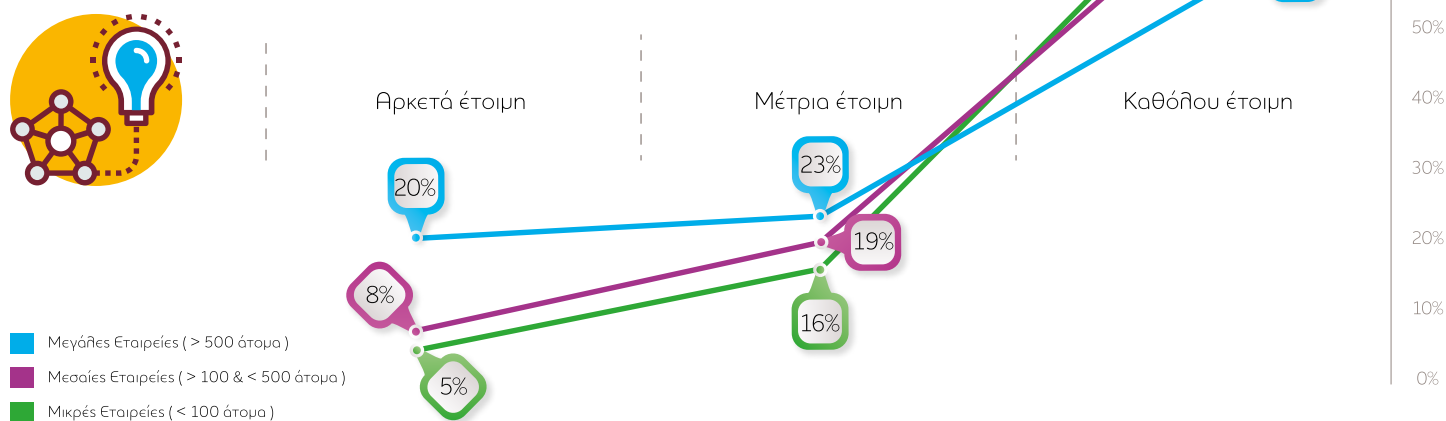 50%
Αρκετά έτοιμη
Μέτρια έτοιμη
Καθόλου έτοιμη
40%
20%
23%
30%
19%
20%
8%
16%
10%
5%
0%
Μεγάλες Εταιρείες ( > 500 άτομα )
Μεσαίες Εταιρείες ( > 100 & < 500 άτομα )
Μικρές Εταιρείες ( < 100 άτομα )